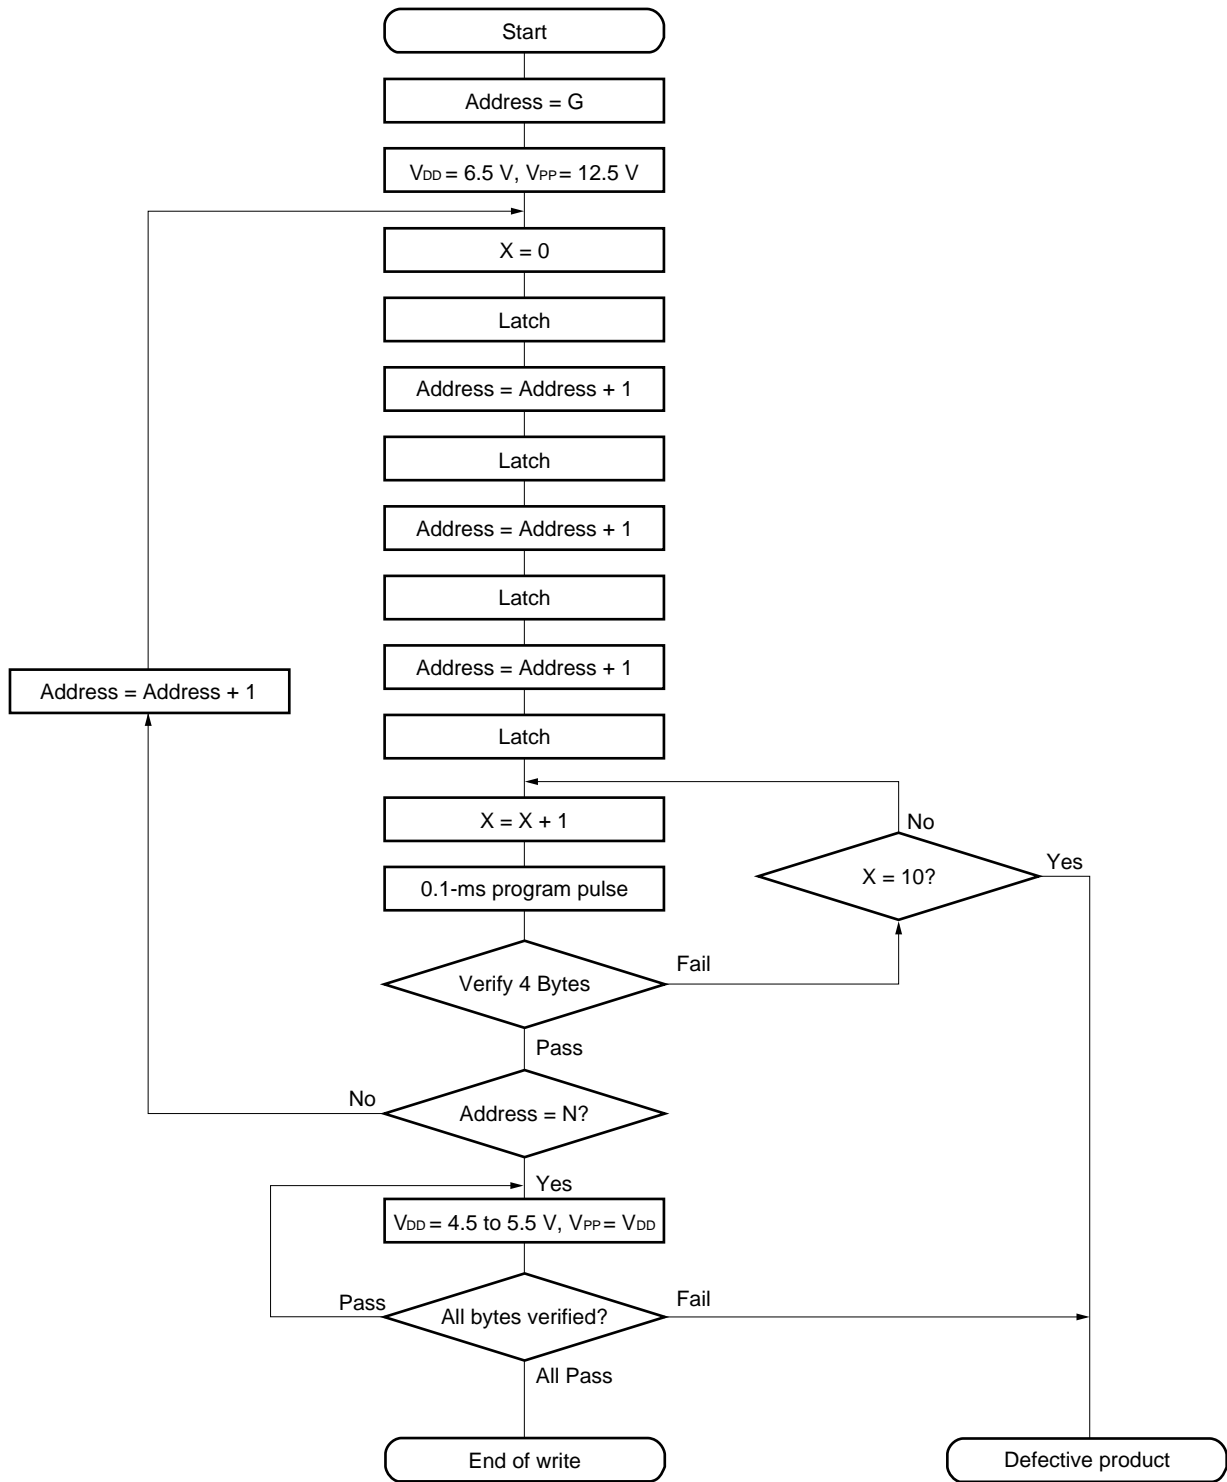 Start
Address = G
VDD = 6.5 V, VPP = 12.5 V
X = 0
Latch
Address = Address + 1
Latch
Address = Address + 1
Latch
Address = Address + 1
Address = Address + 1
Latch
X = X + 1
No
Yes
X = 10?
0.1-ms program pulse
Fail
Verify 4 Bytes
Pass
No
Address = N?
Yes
VDD = 4.5 to 5.5 V, VPP = VDD
Pass
All bytes verified?
Fail
All Pass
End of write
Defective product